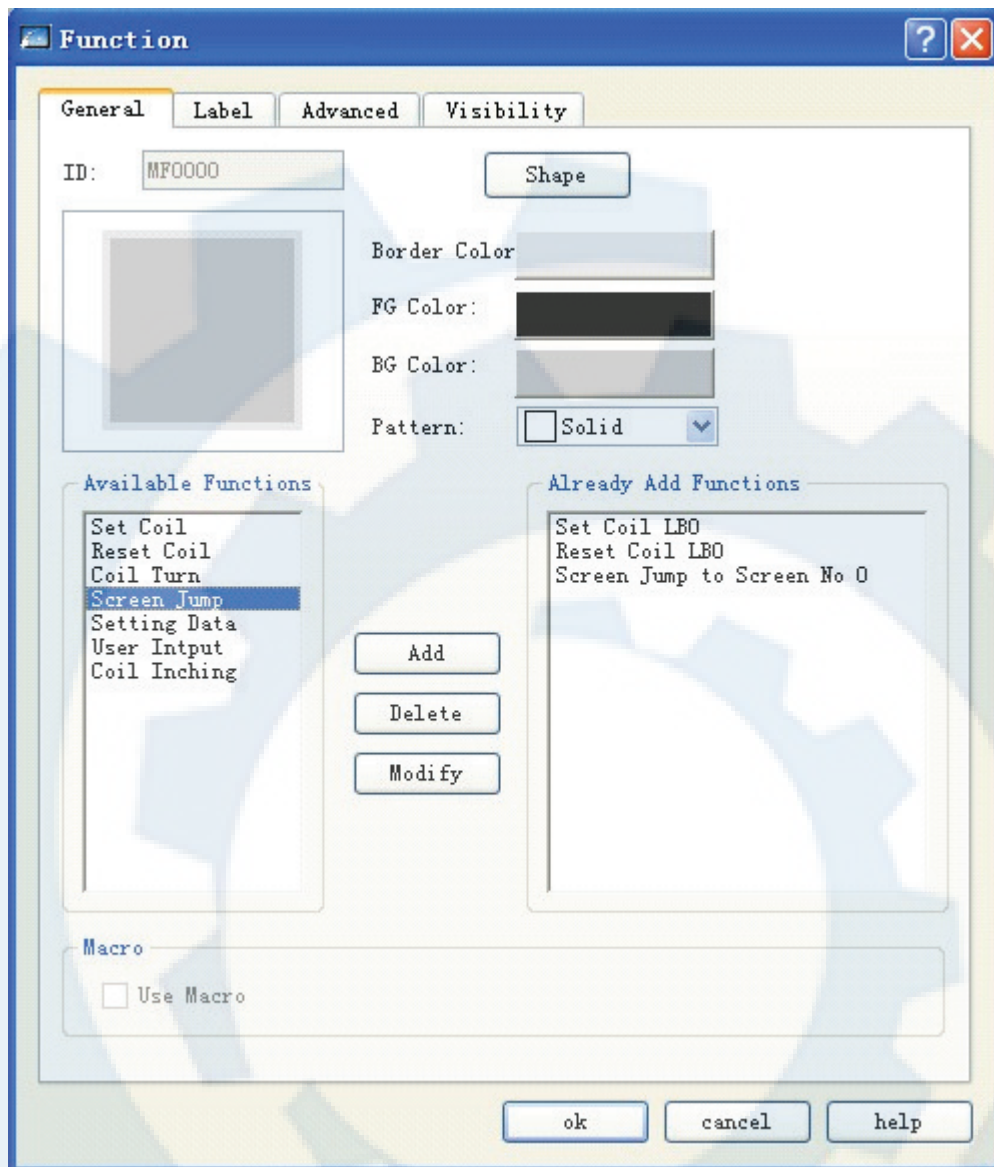 Function
General Label Advanced Visibility
ID: MF0000 Shape
Border Color
FG Color:
BG Color:
Pattern: Solid
Available Functions
Set Coil
Reset Coil
Coil Turn
Screen Jump
Setting Data
User Intput
Coil Inching
Add
Delete
Modify
Already Add Functions
Set Coil LB0
Reset Coil LB0
Screen Jump to Screen No 0
Macro
Use Macro
ok cancel help